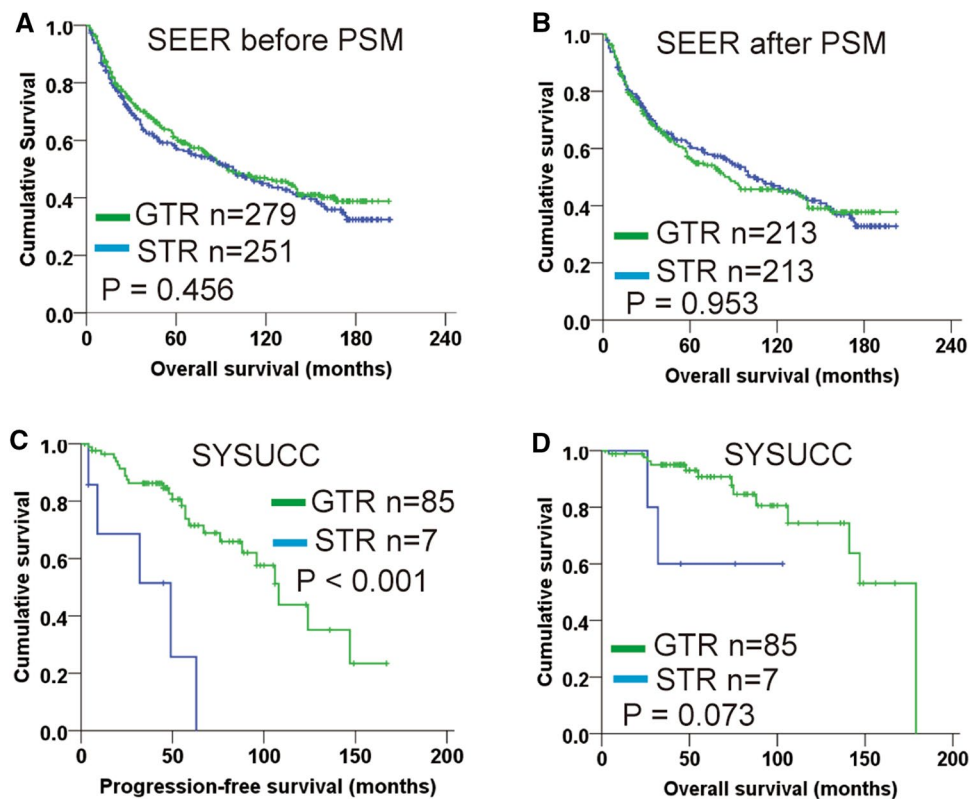 A
SEER before PSM
Cumulative Survival
1.0
0.8
0.6
0.4
0.2
0.0
GTR n=279
STR n=251
P = 0.456
0 60 120 180 240
Overall survival (months)
B
SEER after PSM
Cumulative survival
1.0
0.8
0.6
0.4
0.2
0.0
GTR n=213
STR n=213
P = 0.953
0 60 120 180 240
Overall survival (months)
C
SYSUCC
Cumulative survival
1.0
0.8
0.6
0.4
0.2
0.0
GTR n=85
STR n=7
P < 0.001
0 50 100 150 200
Progression-free survival (months)
D
SYSUCC
Cumulative survival
1.0
0.8
0.6
0.4
0.2
0.0
GTR n=85
STR n=7
P = 0.073
0 50 100 150 200
Overall survival (months)